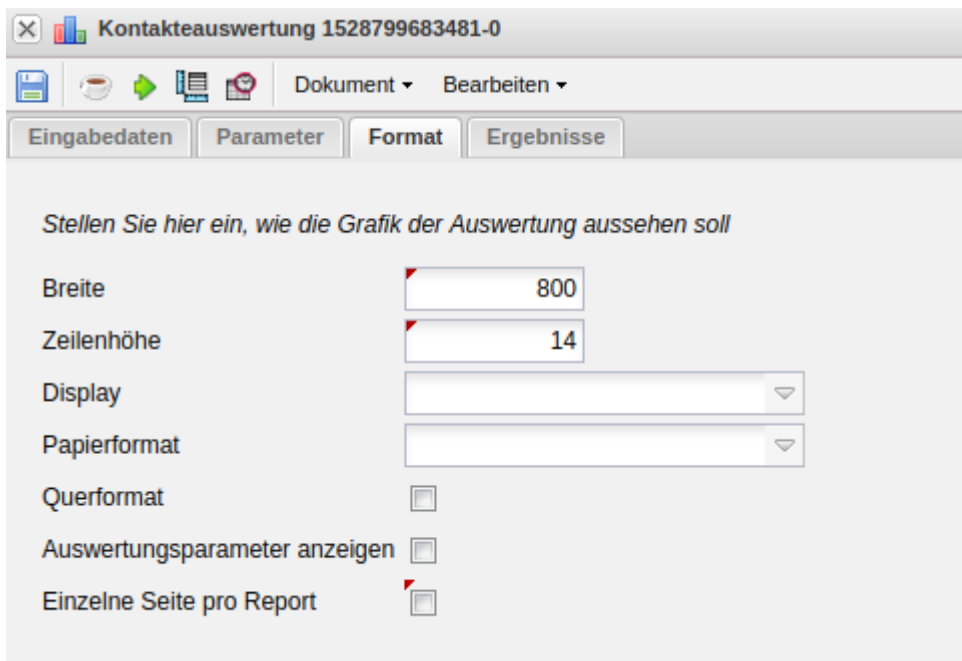 Kontakteauswertung 1528799683481-0
Dokument Bearbeiten
Eingabedaten Parameter Format Ergebnisse
Stellen Sie hier ein, wie die Grafik der Auswertung aussehen soll
Breite 800
Zeilenhöhe 14
Display
Papierformat
Querformat
Auswertungsparameter anzeigen
Einzelne Seite pro Report